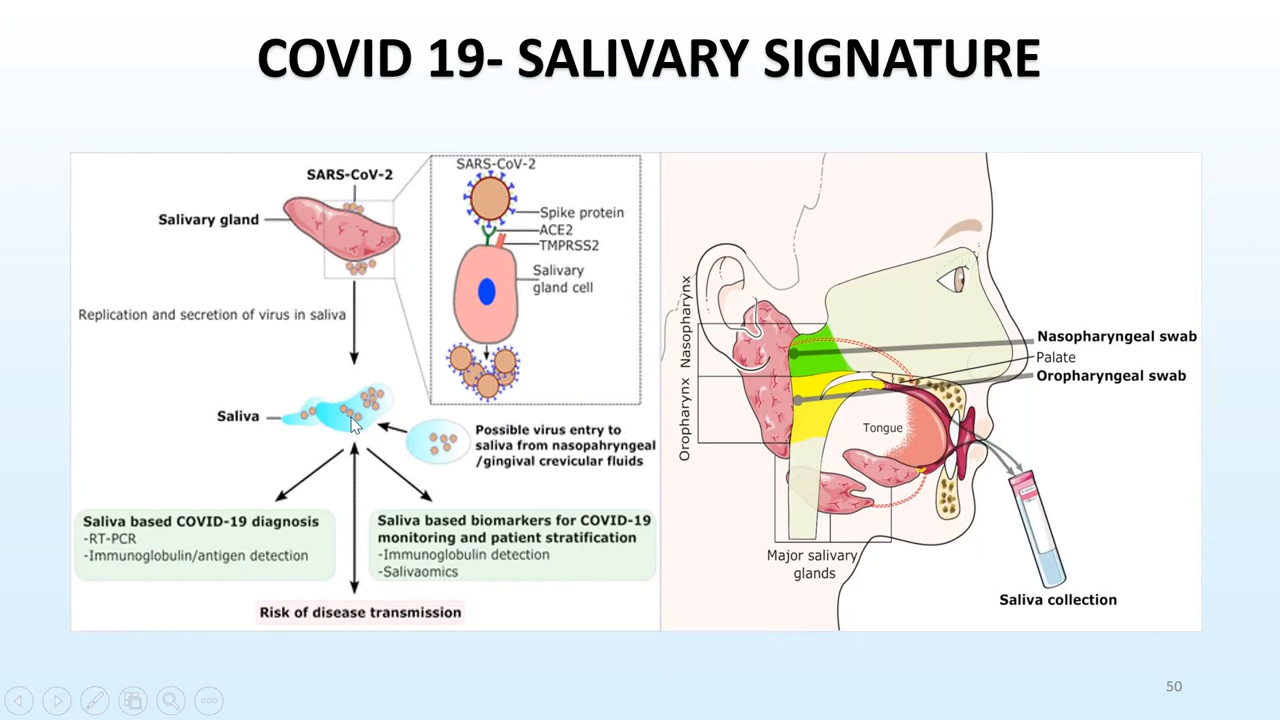 COVID 19- SALIVARY SIGNATURE
SARS-CoV-2
Salivary gland
Replication and secretion of virus in saliva
Saliva
SARS-CoV-2
Spike protein
ACE2
TMPRSS2
Salivary
gland cell
Possible virus entry to
saliva from nasopahryngeal
/gingival crevicular fluids
Saliva based COVID-19 diagnosis
-RT-PCR
-Immunoglobulin/antigen detection
Saliva based biomarkers for COVID-19
monitoring and patient stratification
-Immunoglobulin detection
-Salivaomics
Risk of disease transmission
Nasopharynx
Oropharynx
Nasopharyngeal swab
Palate
Oropharyngeal swab
Tongue
Major salivary
glands
Saliva collection
50